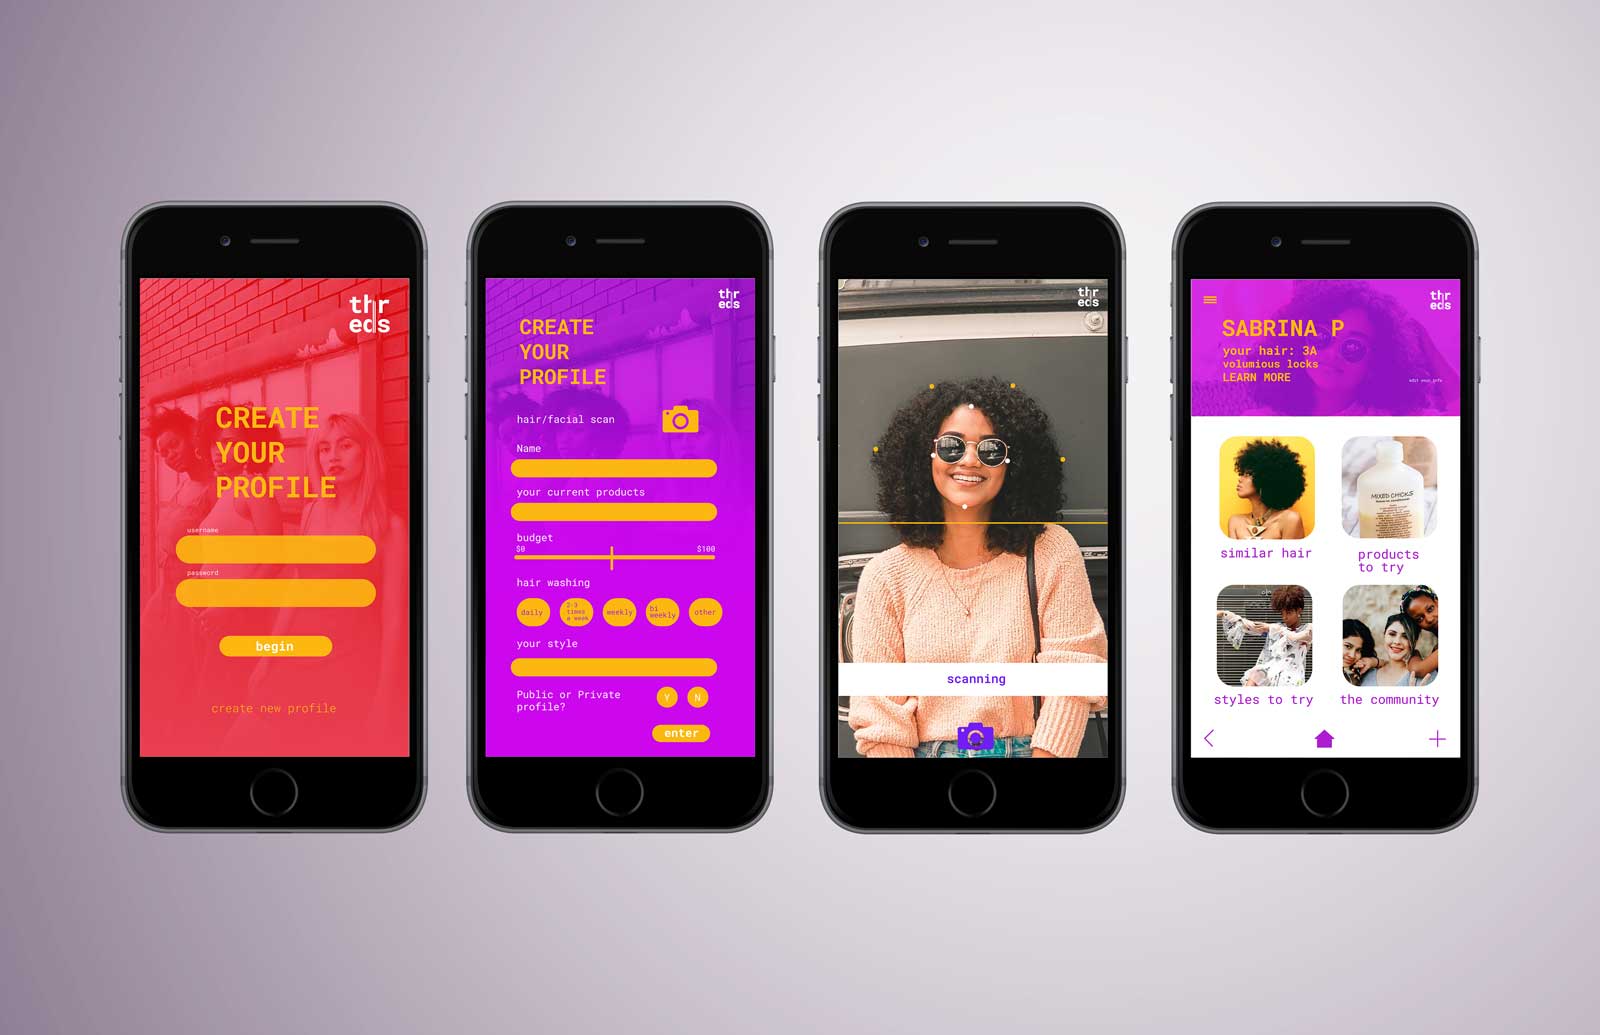 thr
eds
CREATE
YOUR
PROFILE
username
password
begin
create new profile
thr
eds
CREATE
YOUR
PROFILE
hair/facial scan
Name
your current products
budget
$0 $100
hair washing
daily
2-3
times
a week
weekly
bi
weekly
other
your style
Public or Private
profile?
Y N
enter
thr
eds
scanning
thr
eds
SABRINA P
your hair: 3A
volumious locks
LEARN MORE
edit your info
MIXED CHICKS
similar hair
products
to try
styles to try
the community